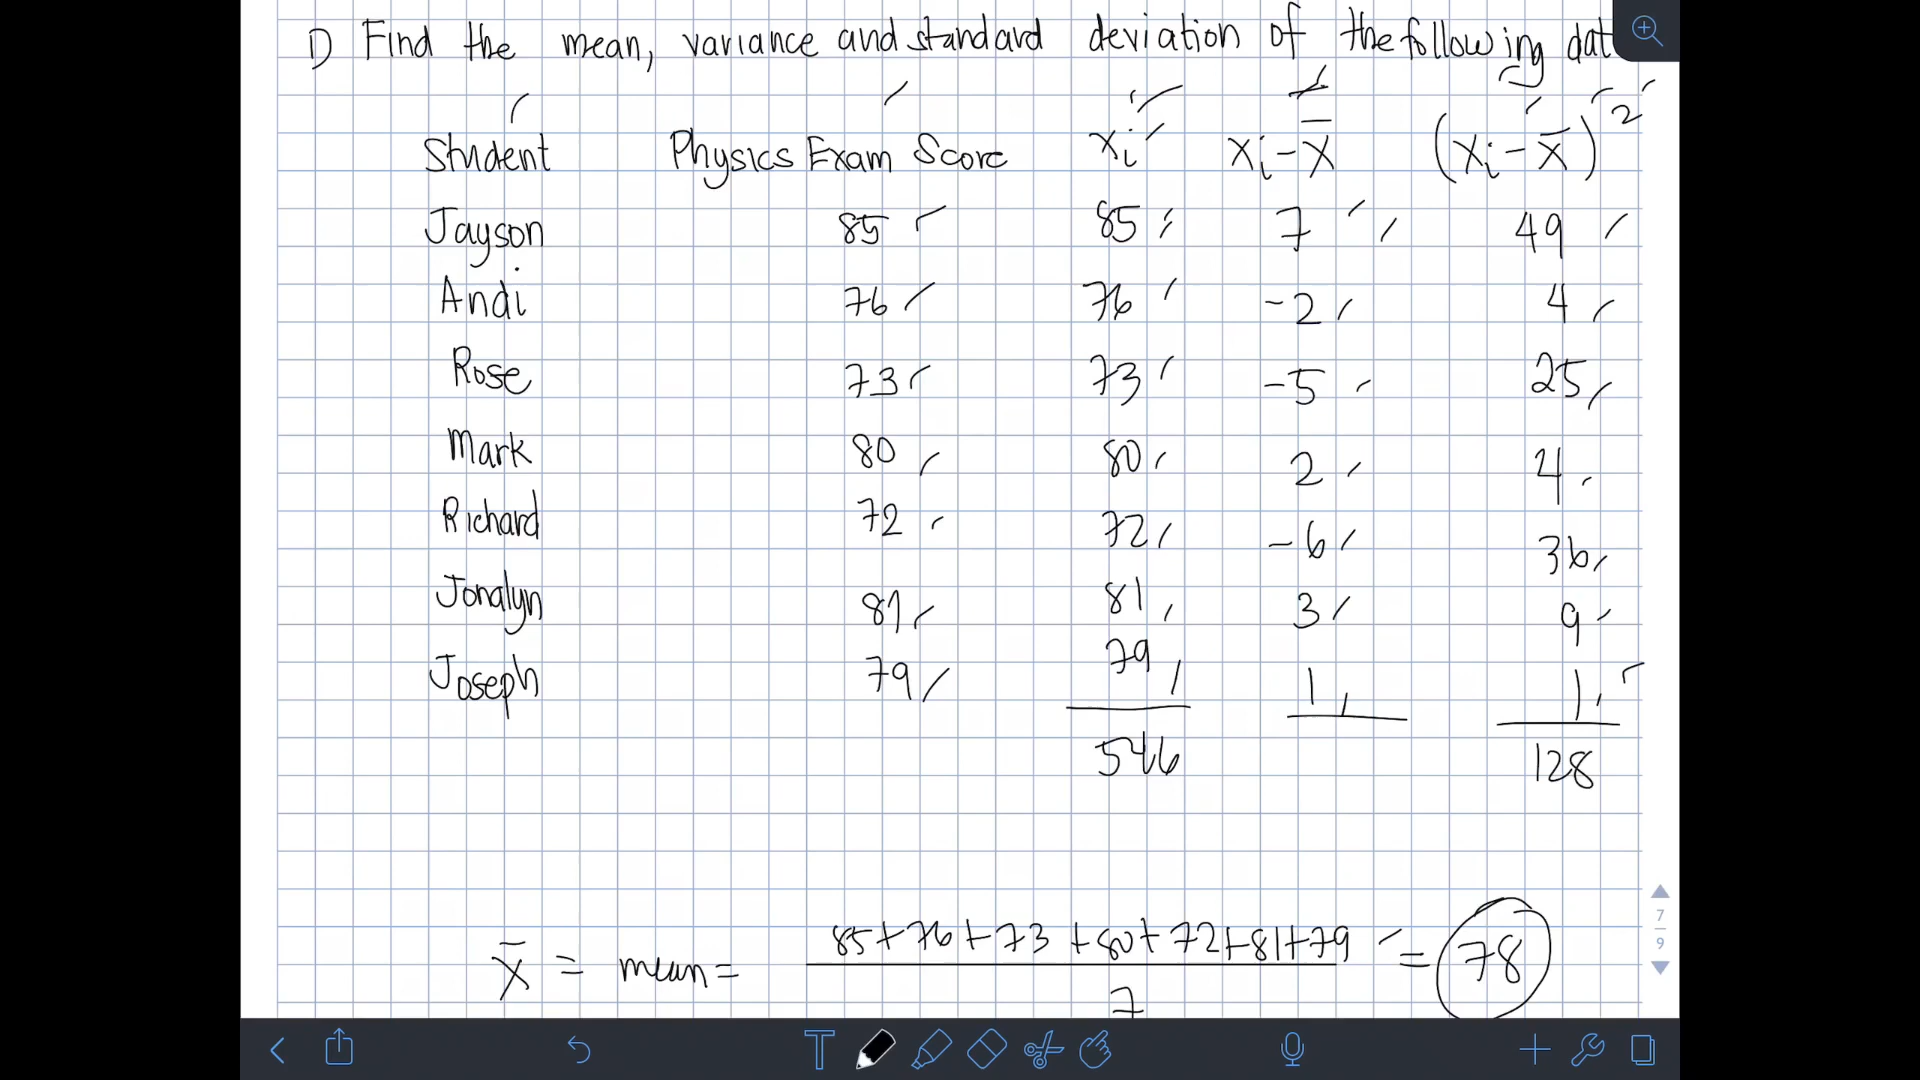 1) Find the mean, variance and standard deviation of the following dat
Student Physics Exam Score xᵢ xᵢ-x̄ (xᵢ-x̄)²
Jayson 85 85 7 49
Andi 76 76 -2 4
Rose 73 73 -5 25
Mark 80 80 2 4
Richard 72 72 -6 36
Jonalyn 81 81 3 9
Joseph 79 79 1 1
546 128
85+76+73+80+72+81+79
x̄ = mean = = 78
7
7
9
T